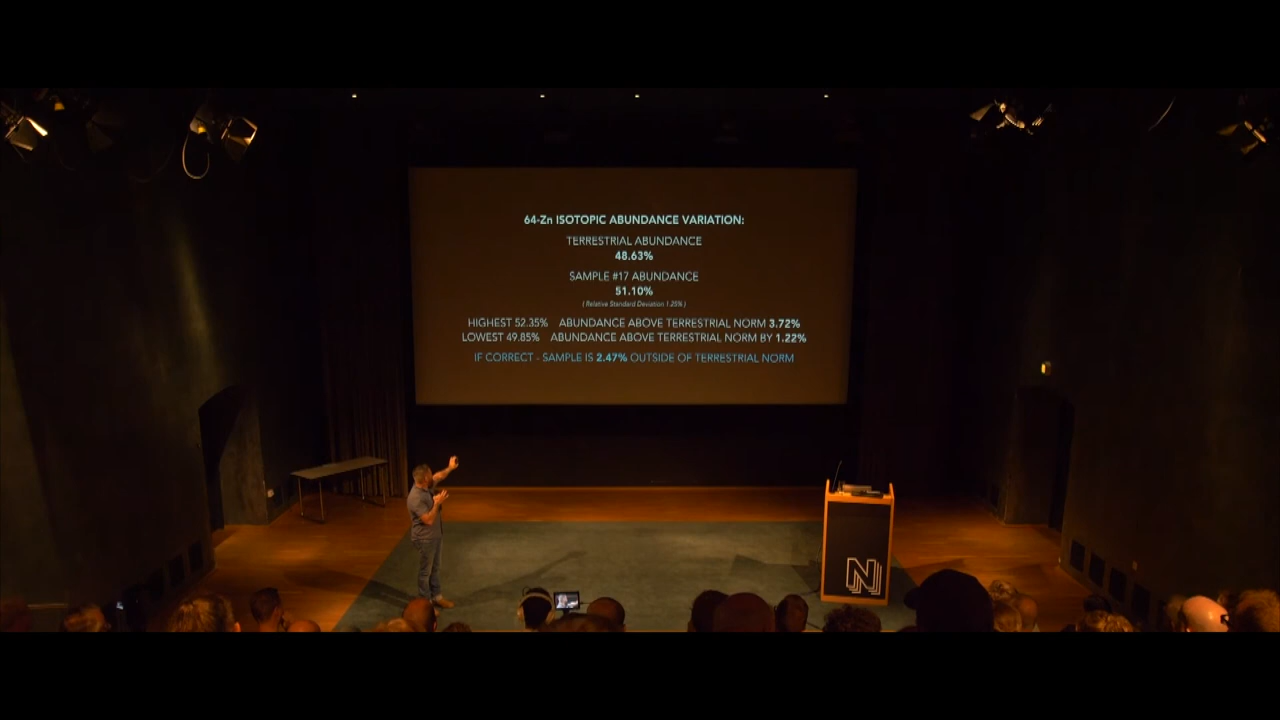 64-Zn ISOTOPIC ABUNDANCE VARIATION:
TERRESTRIAL ABUNDANCE
48.63%
SAMPLE #17 ABUNDANCE
51.10%
( Relative Standard Deviation 1.25% )
HIGHEST 52.35% ABUNDANCE ABOVE TERRESTRIAL NORM 3.72%
LOWEST 49.85% ABUNDANCE ABOVE TERRESTRIAL NORM BY 1.22%
IF CORRECT - SAMPLE IS 2.47% OUTSIDE OF TERRESTRIAL NORM
N